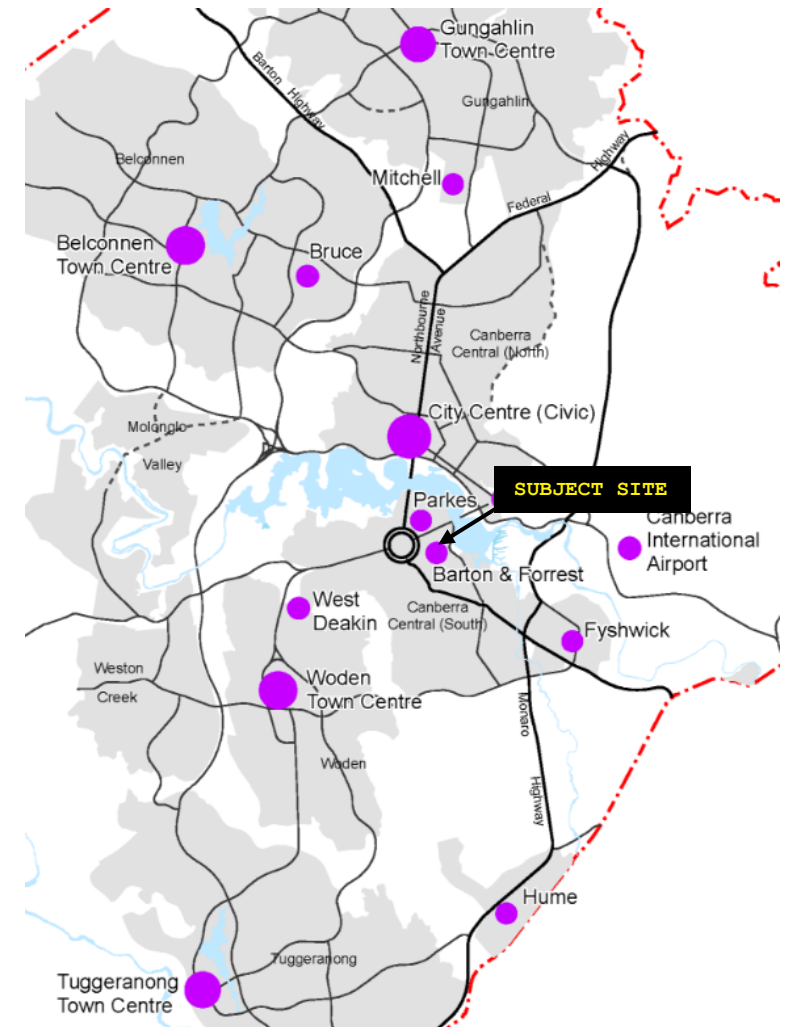 Gungahlin
Town Centre
Barton Highway
Gungahlin
Belconnen
Mitchell
Federal Highway
Belconnen
Town Centre
Bruce
Northbourne
Avenue
Canberra
Central (North)
City Centre (Civic)
Molonglo
Valley
SUBJECT SITE
Parkes
Canberra
International
Airport
Barton & Forrest
West
Deakin
Canberra
Central (South)
Fyshwick
Weston
Creek
Woden
Town Centre
Monaro Highway
Woden
Hume
Tuggeranong
Tuggeranong
Town Centre